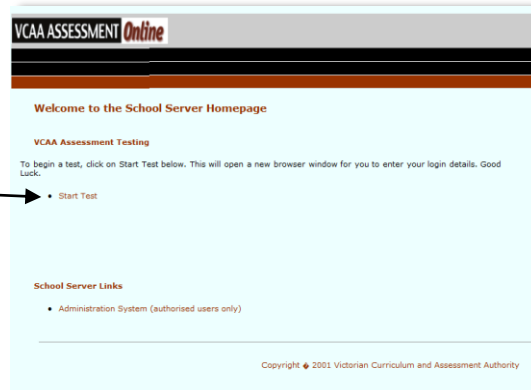 VCAA ASSESSMENT Online
Welcome to the School Server Homepage
VCAA Assessment Testing
To begin a test, click on Start Test below. This will open a new browser window for you to enter your login details. Good
Luck.
• Start Test
School Server Links
• Administration System (authorised users only)
Copyright � 2001 Victorian Curriculum and Assessment Authority